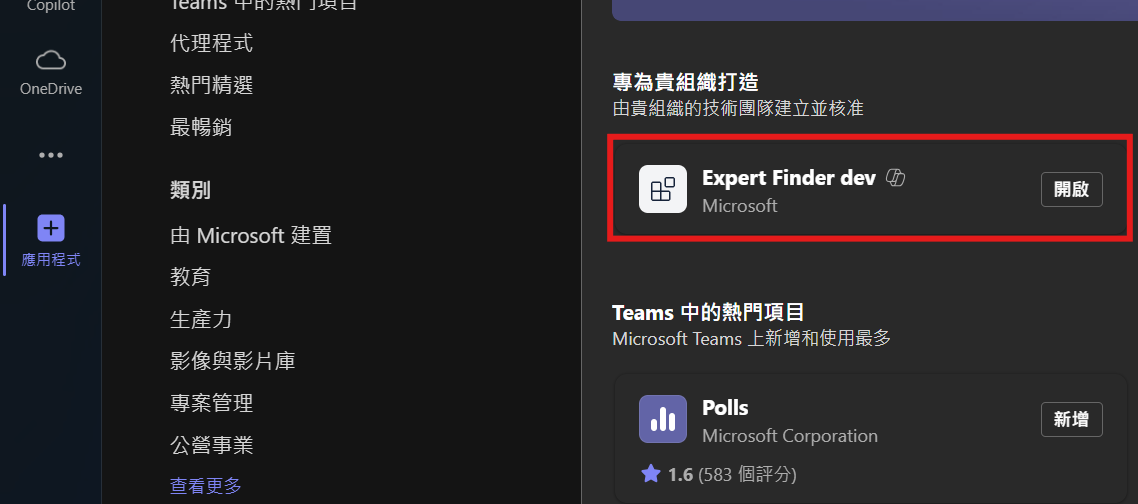 Copilot
OneDrive
應用程式
Teams 中的熱門項目
代理程式
熱門精選
最暢銷
類別
由 Microsoft 建置
教育
生產力
影像與影片庫
專案管理
公營事業
查看更多
專為貴組織打造
由貴組織的技術團隊建立並核准
Expert Finder dev
Microsoft
開啟
Teams 中的熱門項目
Microsoft Teams 上新增和使用最多
Polls
Microsoft Corporation
新增
1.6 (583 個評分)